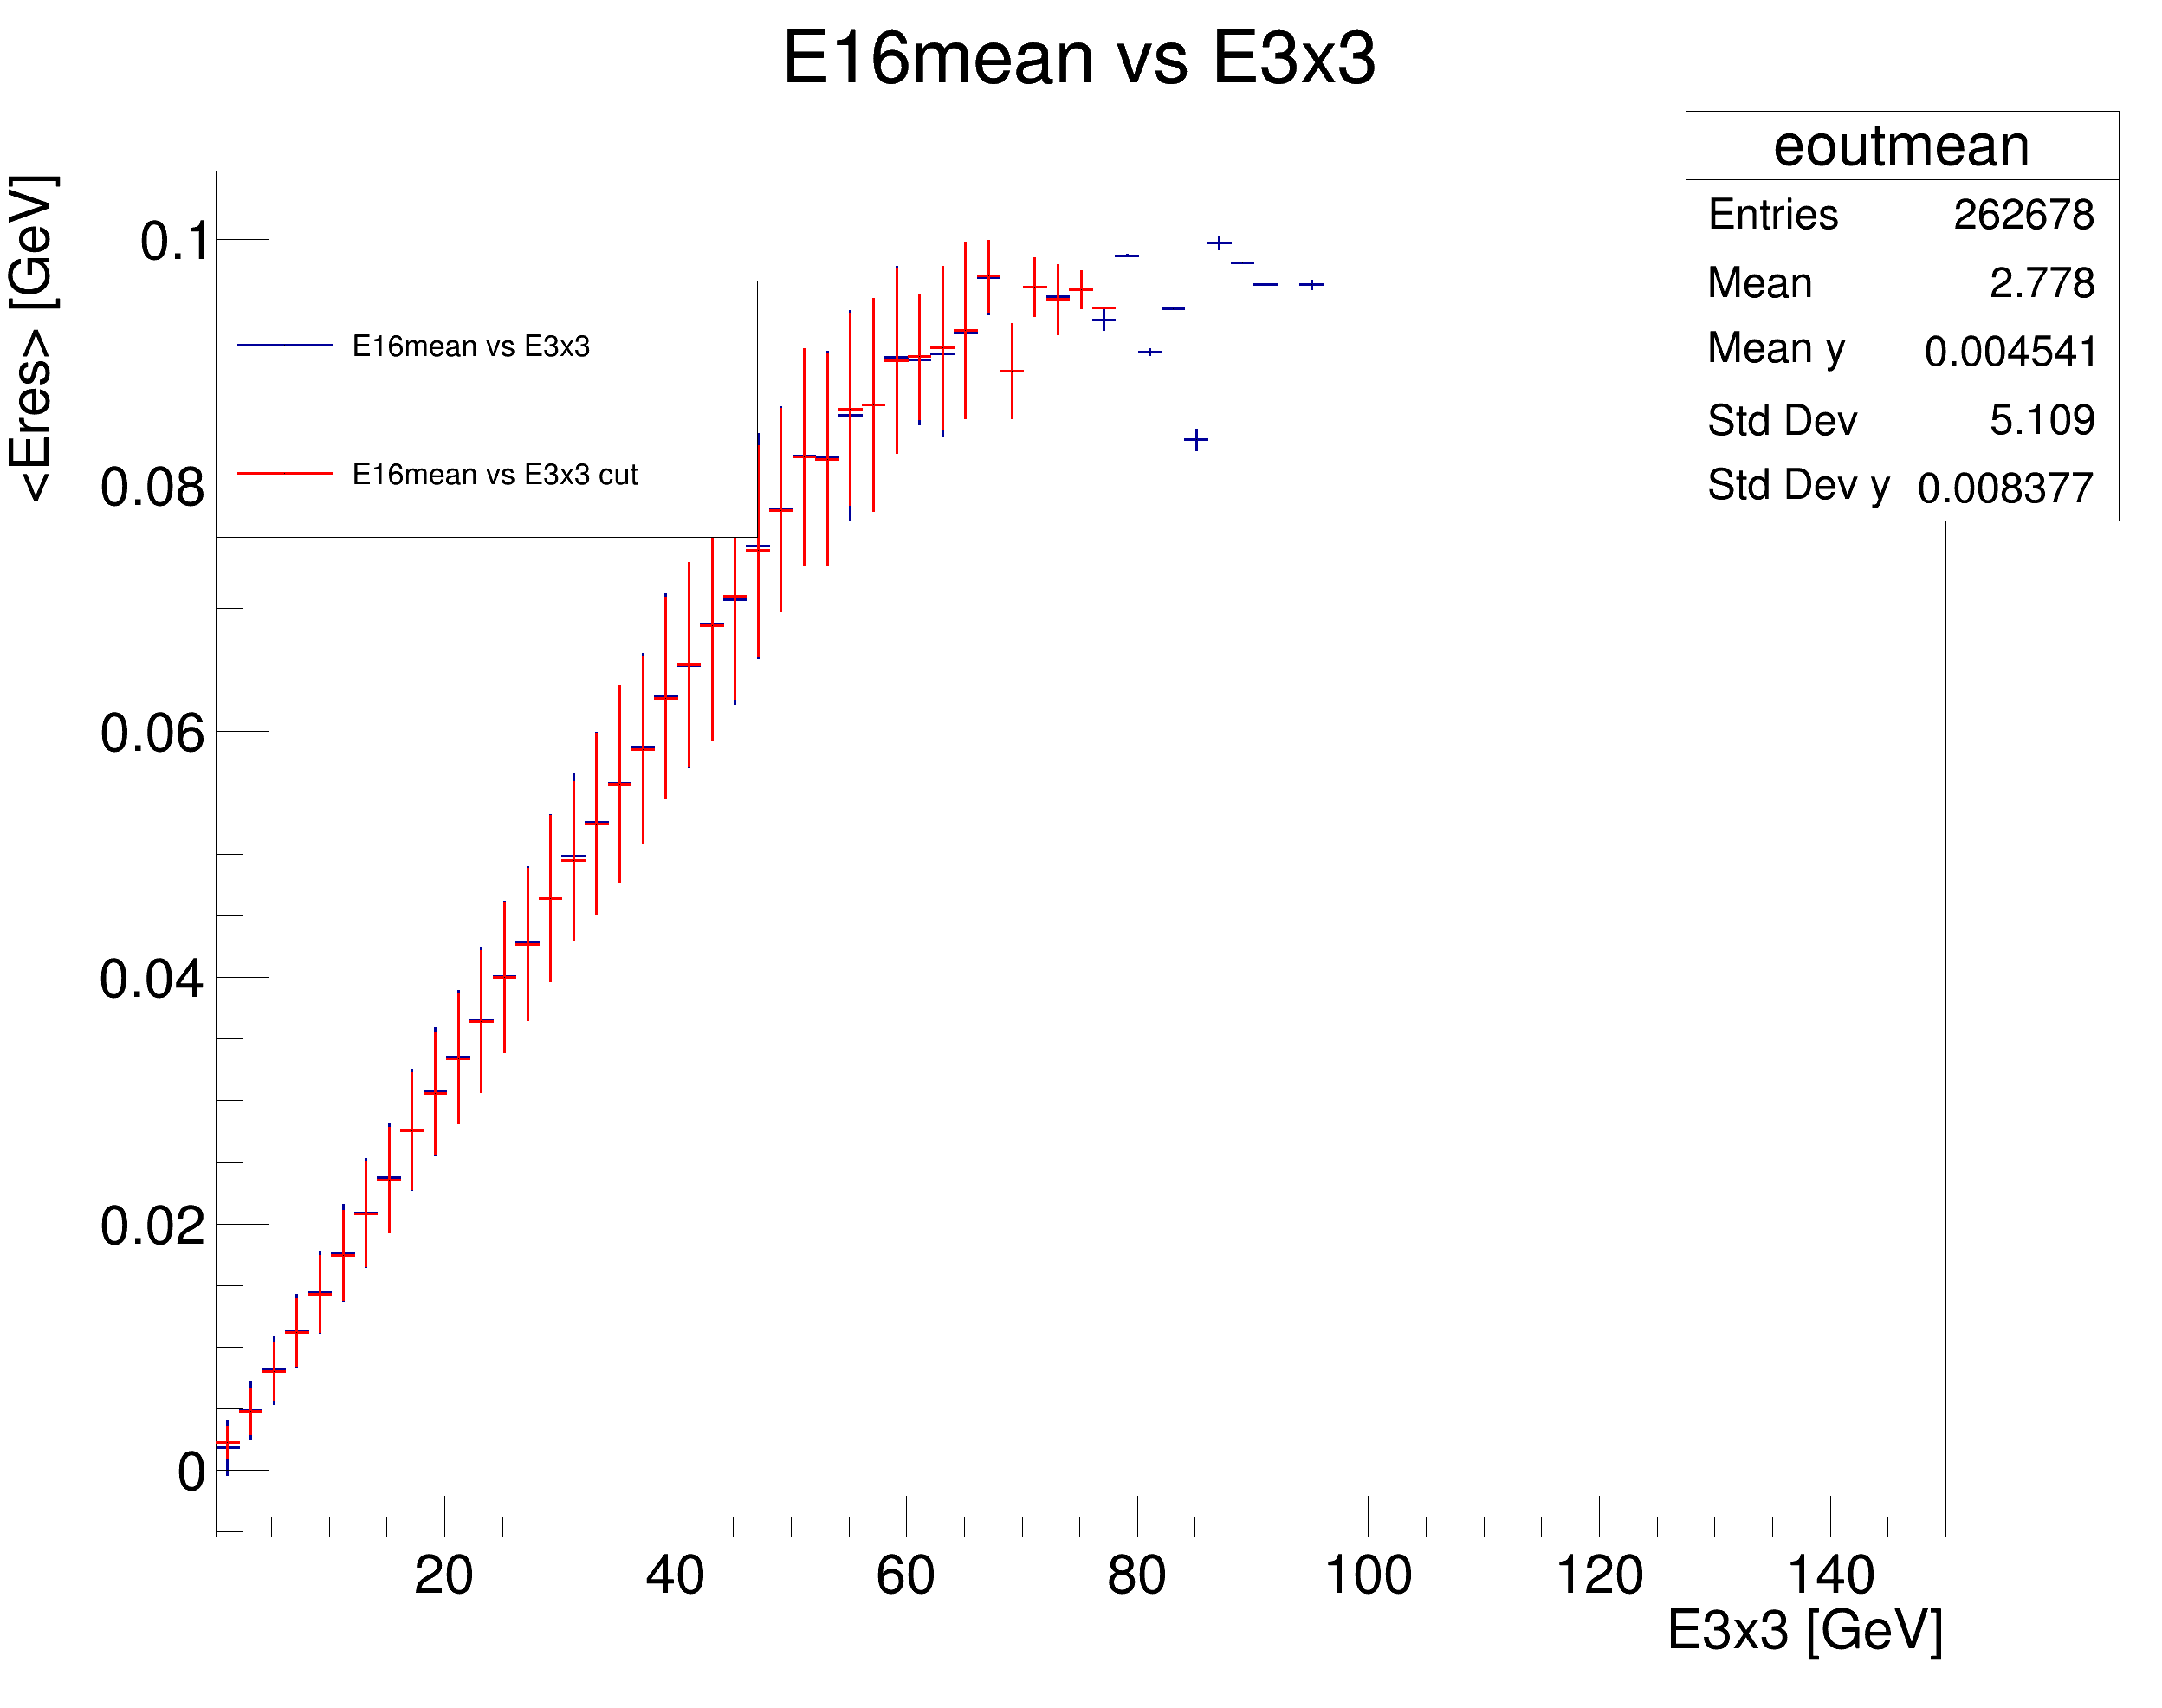 E16mean vs E3x3
eoutmean
Entries 262678
Mean 2.778
Mean y 0.004541
Std Dev 5.109
Std Dev y 0.008377
<Eres> [GeV]
0.1
0.08
0.06
0.04
0.02
0
E16mean vs E3x3
E16mean vs E3x3 cut
20 40 60 80 100 120 140
E3x3 [GeV]